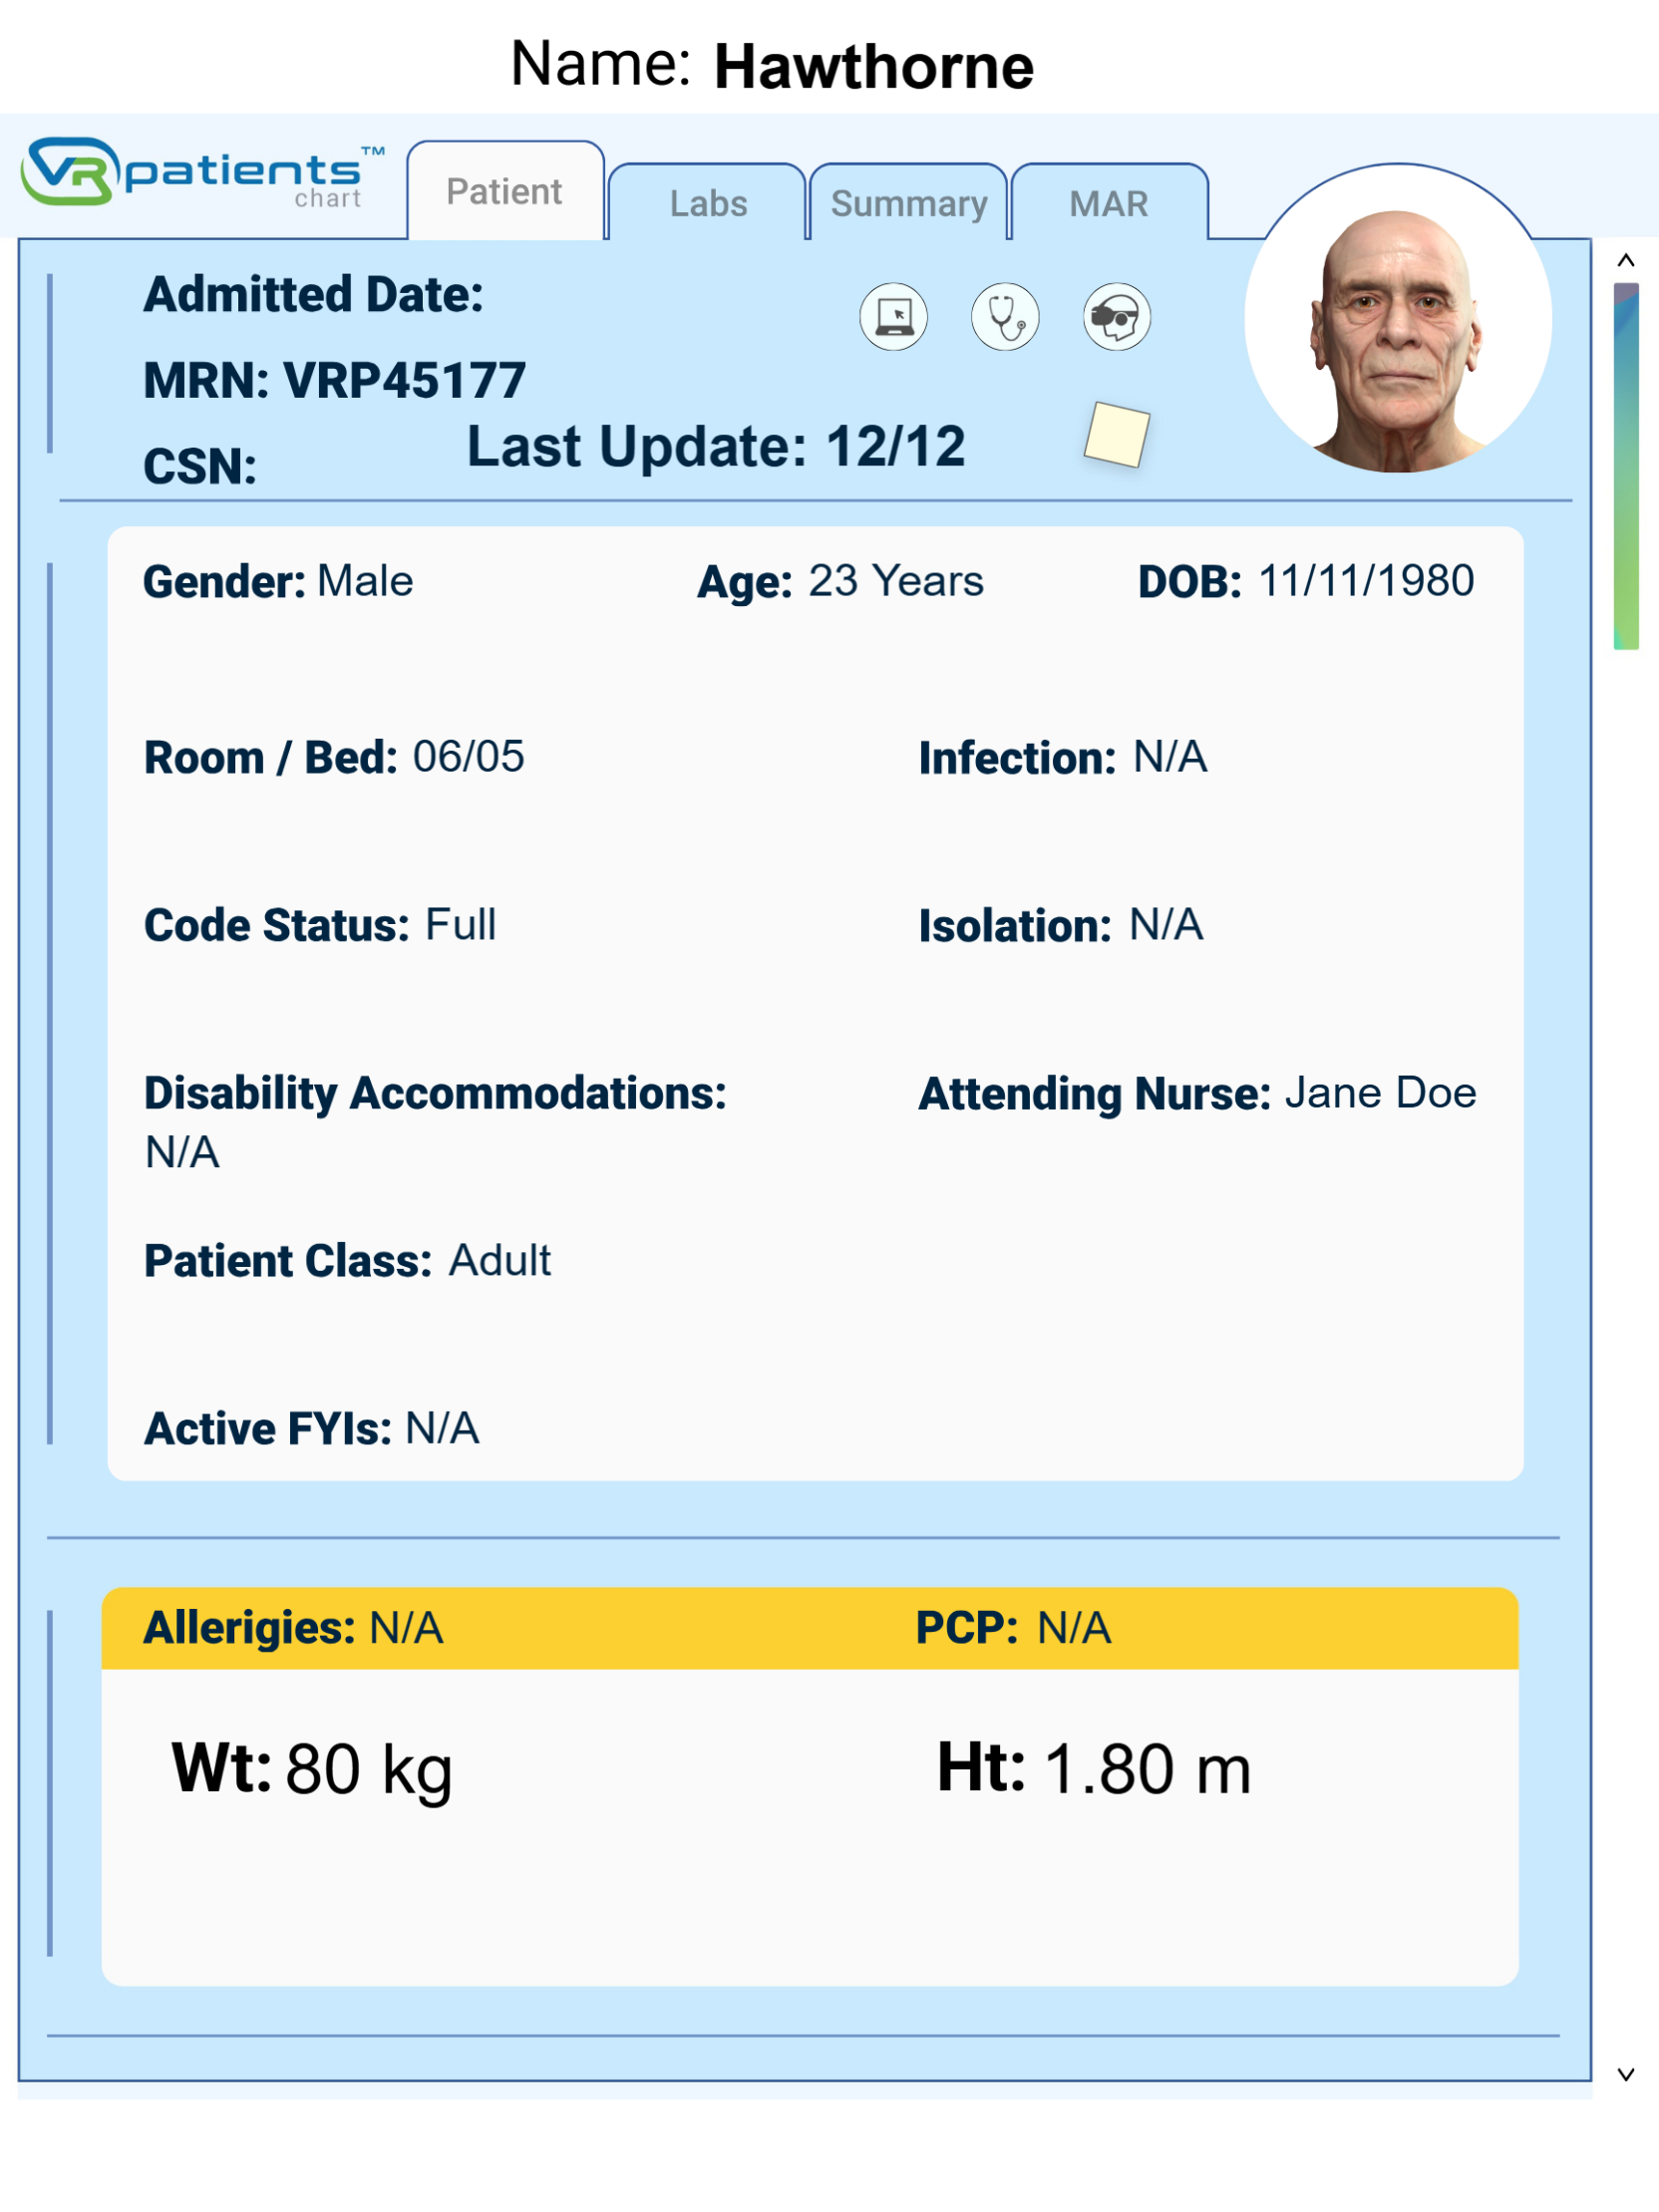 Name: Hawthorne
VR patients™
chart
Patient
Labs
Summary
MAR
Admitted Date:
MRN: VRP45177
CSN:
Last Update: 12/12
Gender: Male Age: 23 Years DOB: 11/11/1980
Room / Bed: 06/05 Infection: N/A
Code Status: Full Isolation: N/A
Disability Accommodations: Attending Nurse: Jane Doe
N/A
Patient Class: Adult
Active FYIs: N/A
Allerigies: N/A PCP: N/A
Wt: 80 kg Ht: 1.80 m